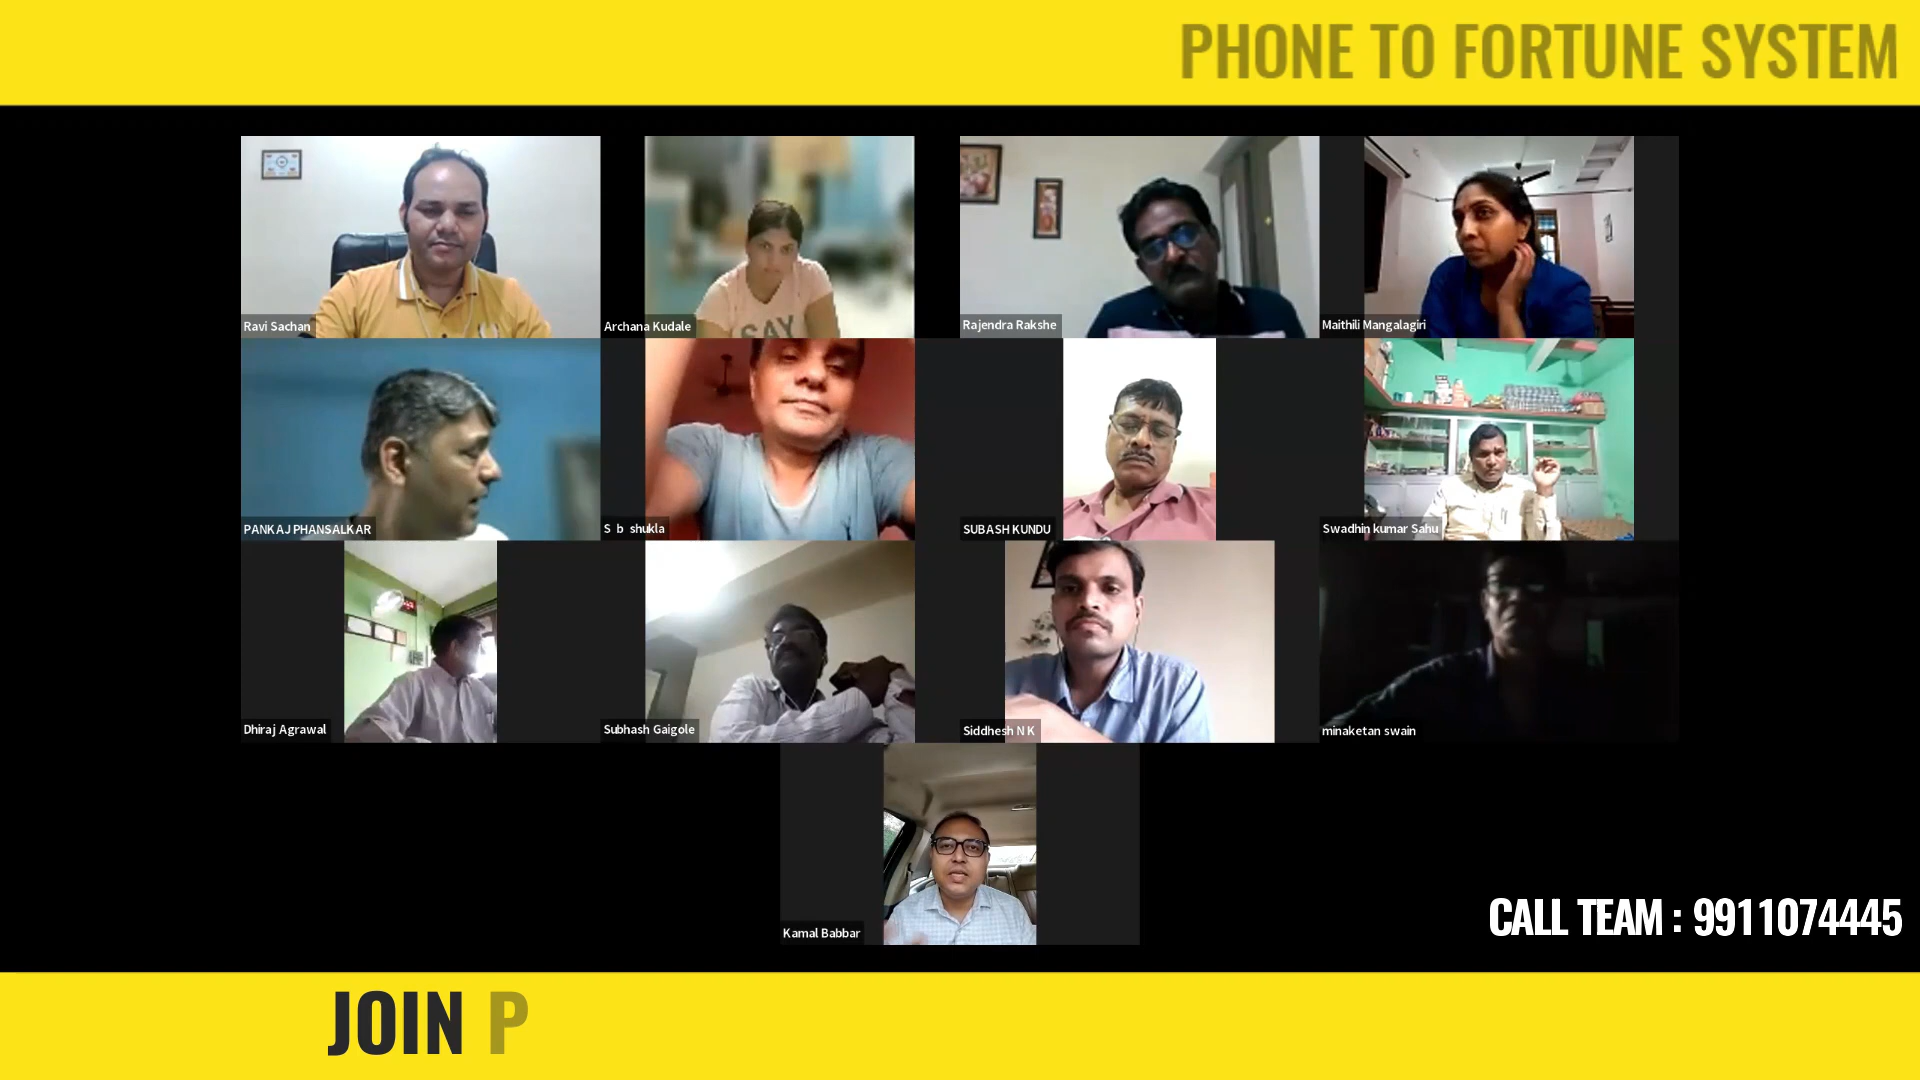 PHONE TO FORTUNE SYSTEM
Ravi Sachan
Archana Kudale
Rajendra Rakshe
Maithili Mangalagiri
SAY
PANKAJ PHANSALKAR
S b shukla
SUBASH KUNDU
Swadhin kumar Sahu
Dhiraj Agrawal
Subhash Gaigole
Siddhesh N K
minaketan swain
Kamal Babbar
CALL TEAM : 9911074445
JOIN P